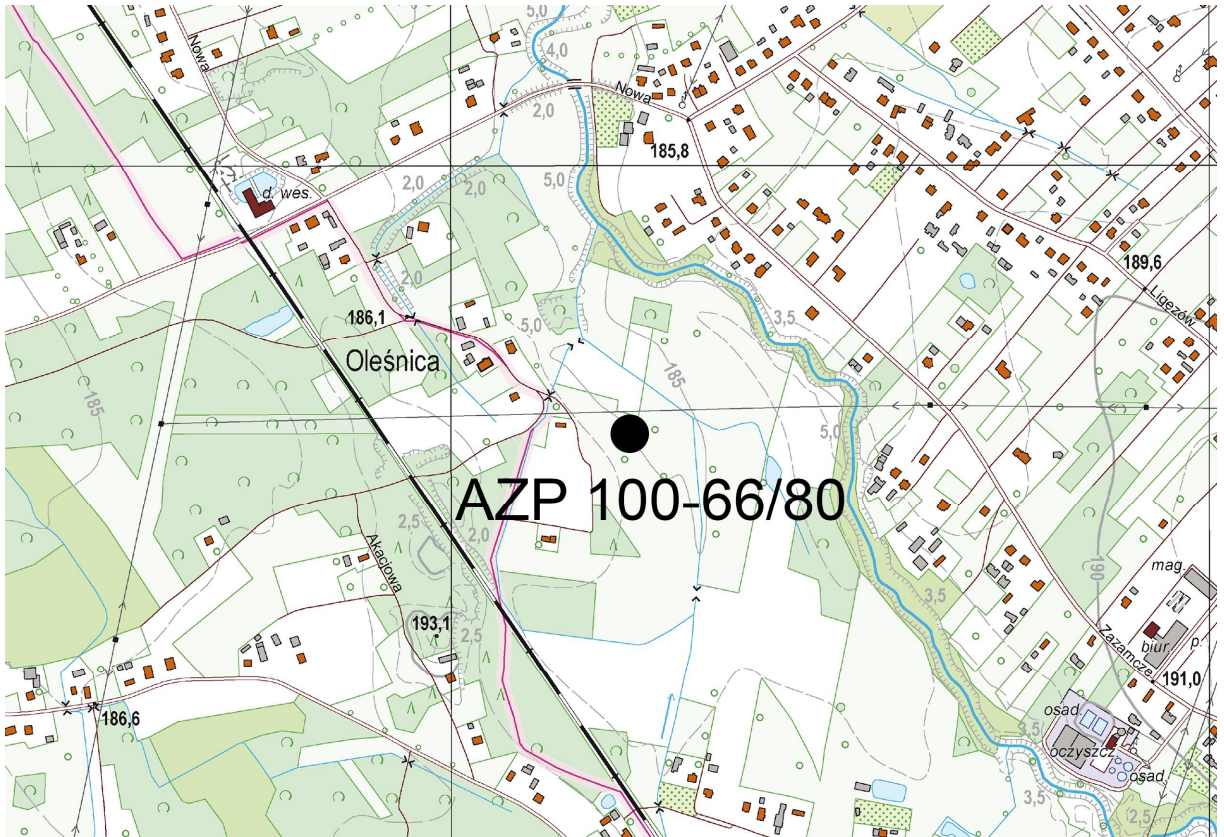 5,0
Nowa
4,0
2,0
Nowa
185,8
5,0
2,0
2,0
d. wes.
189,6
Ligęzów
2,0
186,1
5,0
3,5
Oleśnica
185
185
5,0
AZP 100-66/80
2,5
2,0
Akacjowa
190
mag.
3,5
193,1
2,5
Zazamcze
biur.
p.
191,0
186,6
osad.
3,5
oczyszcz.
osad.
3,5
2,5